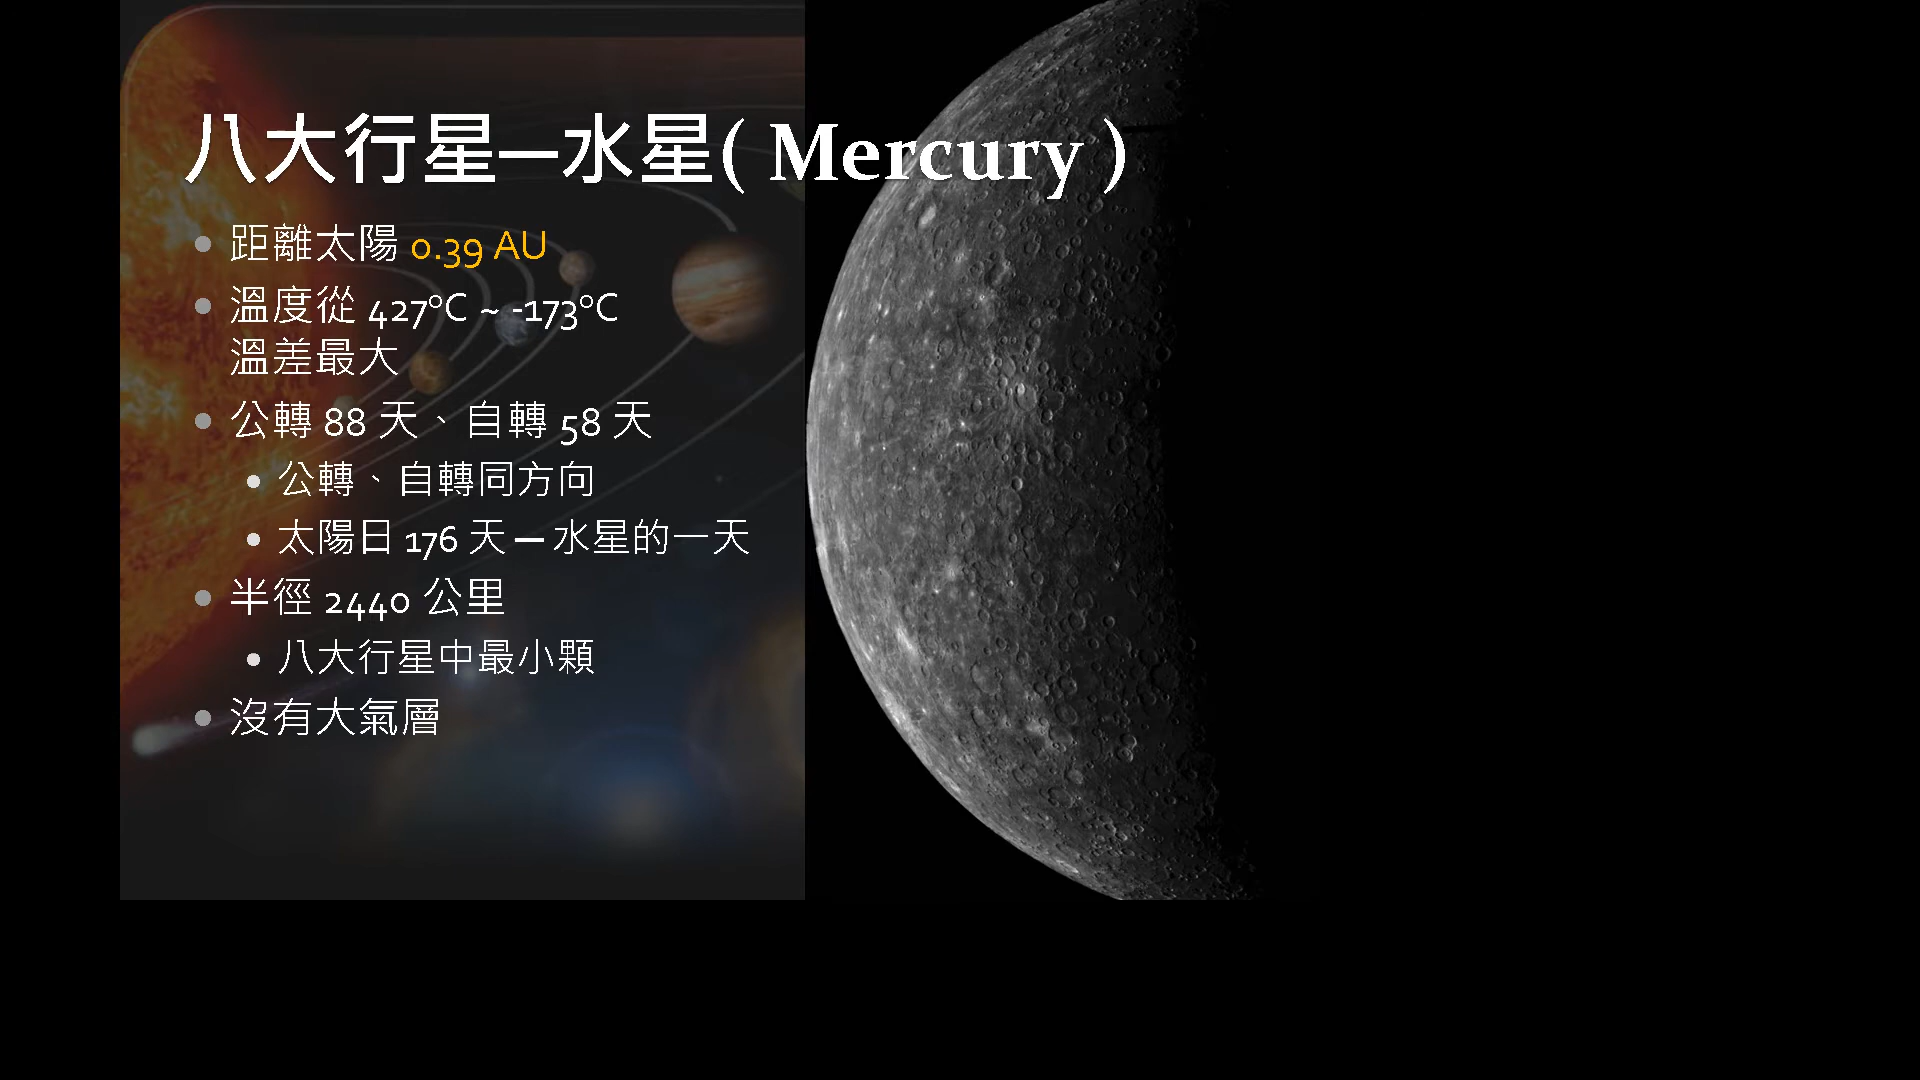 八大行星—水星( Mercury )
距離太陽 0.39 AU
溫度從 427°C ~ -173°C
溫差最大
公轉 88 天、自轉 58 天
公轉、自轉同方向
太陽日 176 天 — 水星的一天
半徑 2440 公里
八大行星中最小顆
沒有大氣層